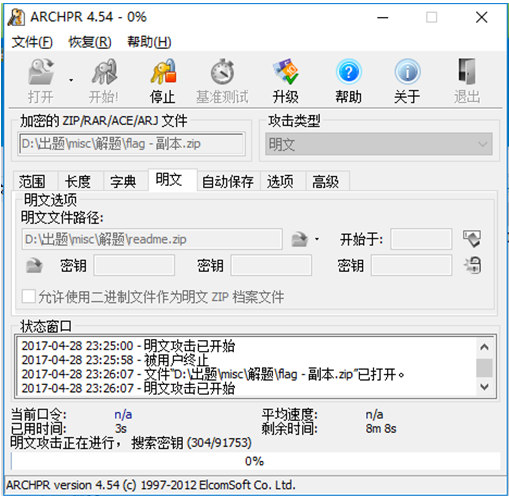 ARCHPR 4.54 - 0%
文件(F) 恢复(R) 帮助(H)
打开 开始! 停止 基准测试 升级 帮助 关于 退出
加密的 ZIP/RAR/ACE/ARJ 文件 攻击类型
D:\出题\misc\解题\flag - 副本.zip 明文
范围 长度 字典 明文 自动保存 选项 高级
明文选项
明文文件路径:
D:\出题\misc\解题\readme.zip 开始于:
密钥 密钥 密钥
允许使用二进制文件作为明文 ZIP 档案文件
状态窗口
2017-04-28 23:25:00 - 明文攻击已开始
2017-04-28 23:25:58 - 被用户终止
2017-04-28 23:26:07 - 文件“D:\出题\misc\解题\flag - 副本.zip”已打开。
2017-04-28 23:26:07 - 明文攻击已开始
当前口令: n/a 平均速度: n/a
已用时间: 3s 剩余时间: 8m 8s
明文攻击正在进行，搜索密钥 (304/91753)
0%
ARCHPR version 4.54 (c) 1997-2012 ElcomSoft Co. Ltd.